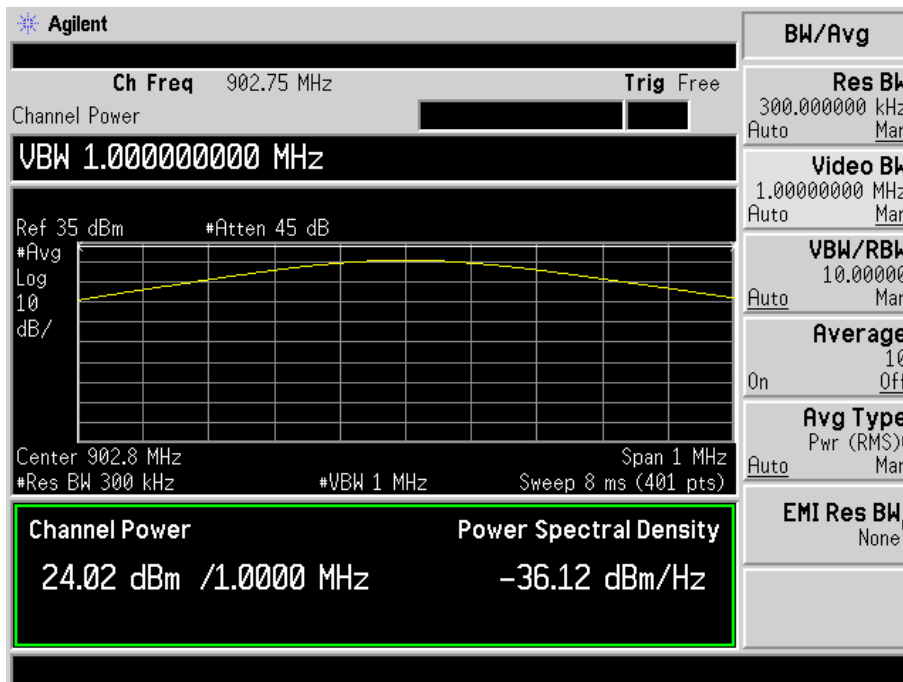 Agilent
Ch Freq 902.75 MHz Trig Free
Channel Power
VBW 1.000000000 MHz
Ref 35 dBm #Atten 45 dB
#Avg
Log
10
dB/
Center 902.8 MHz Span 1 MHz
#Res BW 300 kHz #VBW 1 MHz Sweep 8 ms (401 pts)
Channel Power Power Spectral Density
24.02 dBm /1.0000 MHz -36.12 dBm/Hz
BW/Avg
Res BW
300.000000 kHz
Auto Man
Video BW
1.00000000 MHz
Auto Man
VBW/RBW
10.00000
Auto Man
Average
10
On Off
Avg Type
Pwr (RMS)
Auto Man
EMI Res BW
None